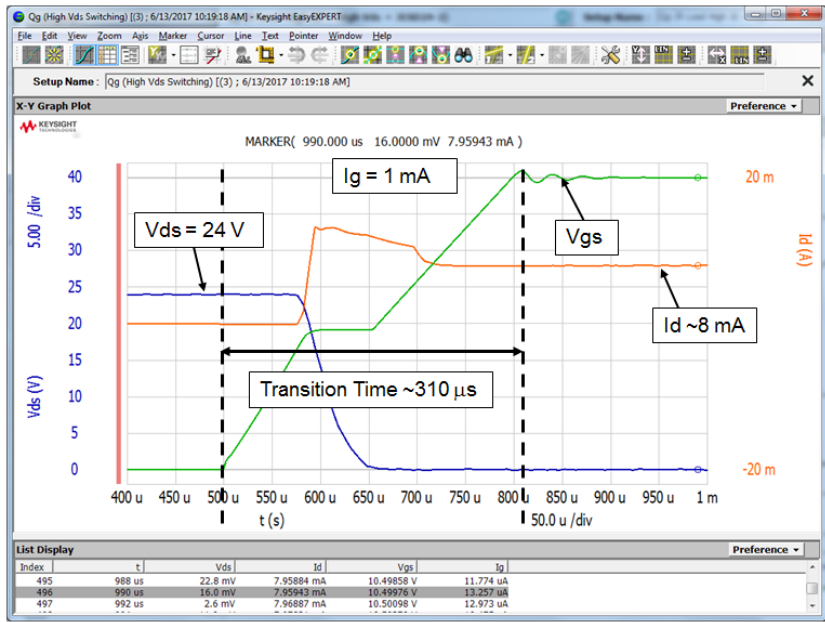 Qg (High Vds Switching) [(3) ; 6/13/2017 10:19:18 AM] - Keysight EasyEXPERT
File Edit View Zoom Axis Marker Cursor Line Text Pointer Window Help
Setup Name : Qg (High Vds Switching) [(3) ; 6/13/2017 10:19:18 AM]
X-Y Graph Plot Preference
KEYSIGHT
TECHNOLOGIES
MARKER( 990.000 us 16.0000 mV 7.95943 mA )
40 Ig = 1 mA 20 m
35
5.00 /div
30 Vds = 24 V Vgs
Id (A)
25
20 Id ~8 mA
15
Transition Time ~310 μs
10
Vds (V)
5
0 -20 m
400 u 450 u 500 u 550 u 600 u 650 u 700 u 750 u 800 u 850 u 900 u 950 u 1 m
t (s) 50.0 u /div
List Display Preference
Index t Vds Id Vgs Ig
495 988 us 22.8 mV 7.95884 mA 10.49858 V 11.774 uA
496 990 us 16.0 mV 7.95943 mA 10.49976 V 13.257 uA
497 992 us 2.6 mV 7.96887 mA 10.50098 V 12.973 uA